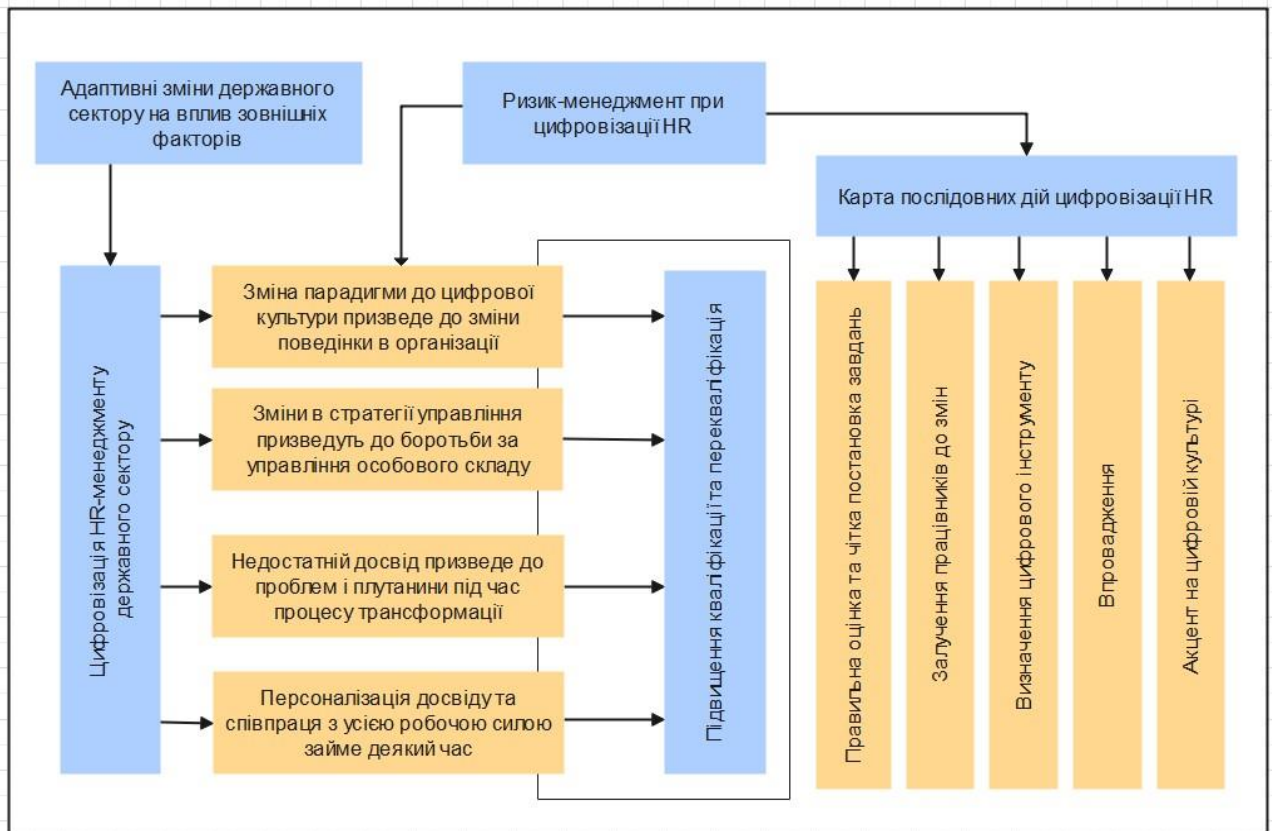 Адаптивні зміни державного
сектору на вплив зовнішніх
факторів
Ризик-менеджмент при
цифровізації HR
Карта послідовних дій цифровізації HR
Цифровізація HR-менеджменту
державного сектору
Зміна парадигми до цифрової
культури призведе до зміни
поведінки в організації
Зміни в стратегії управління
призведуть до боротьби за
управління особового складу
Недостатній досвід призведе до
проблем і плутанини під час
процесу трансформації
Персоналізація досвіду та
співпраця з усією робочою силою
займе деякий час
Підвищення кваліфікації та перекваліфікація
Правильна оцінка та чітка постановка завдань
Залучення працівників до змін
Визначення цифрового інструменту
Впровадження
Акцент на цифровій культурі